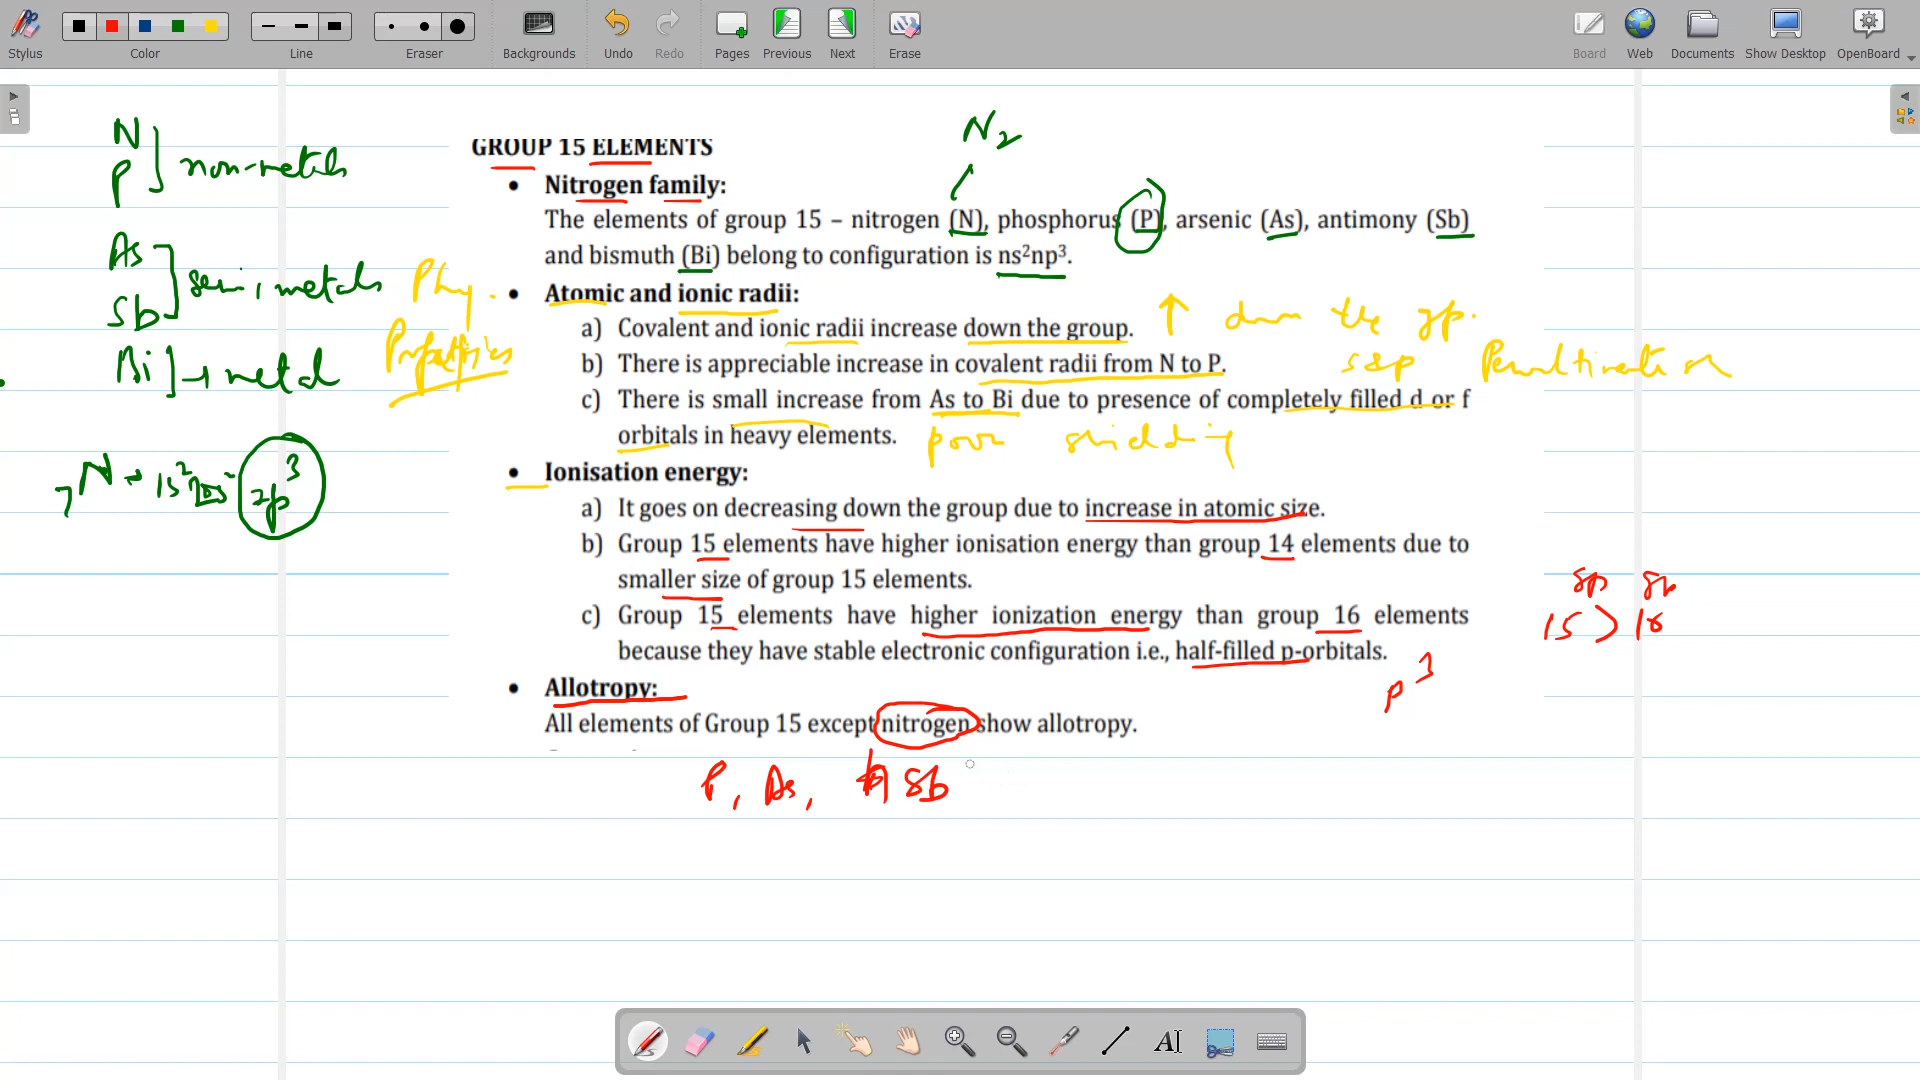 Stylus
Color
Line
Eraser
Backgrounds
Undo
Redo
Pages
Previous
Next
Erase
Board
Web
Documents
Show Desktop
OpenBoard
N
P
non-metals
As
Sb
semi, metals
Bi → metal
Phy.
7N → 1s² 2s² 2p³
N₂
GROUP 15 ELEMENTS
• Nitrogen family:
The elements of group 15 – nitrogen (N), phosphorus (P), arsenic (As), antimony (Sb)
and bismuth (Bi) belong to configuration is ns²np³.
• Atomic and ionic radii:
a) Covalent and ionic radii increase down the group.
↑ down the gp.
b) There is appreciable increase in covalent radii from N to P.
s&p
c) There is small increase from As to Bi due to presence of completely filled d or f
orbitals in heavy elements.
poor shielding
• Ionisation energy:
a) It goes on decreasing down the group due to increase in atomic size.
b) Group 15 elements have higher ionisation energy than group 14 elements due to
smaller size of group 15 elements.
c) Group 15 elements have higher ionization energy than group 16 elements
because they have stable electronic configuration i.e., half-filled p-orbitals.
15 > 16
p³
• Allotropy:
All elements of Group 15 except nitrogen show allotropy.
P, As, Sb